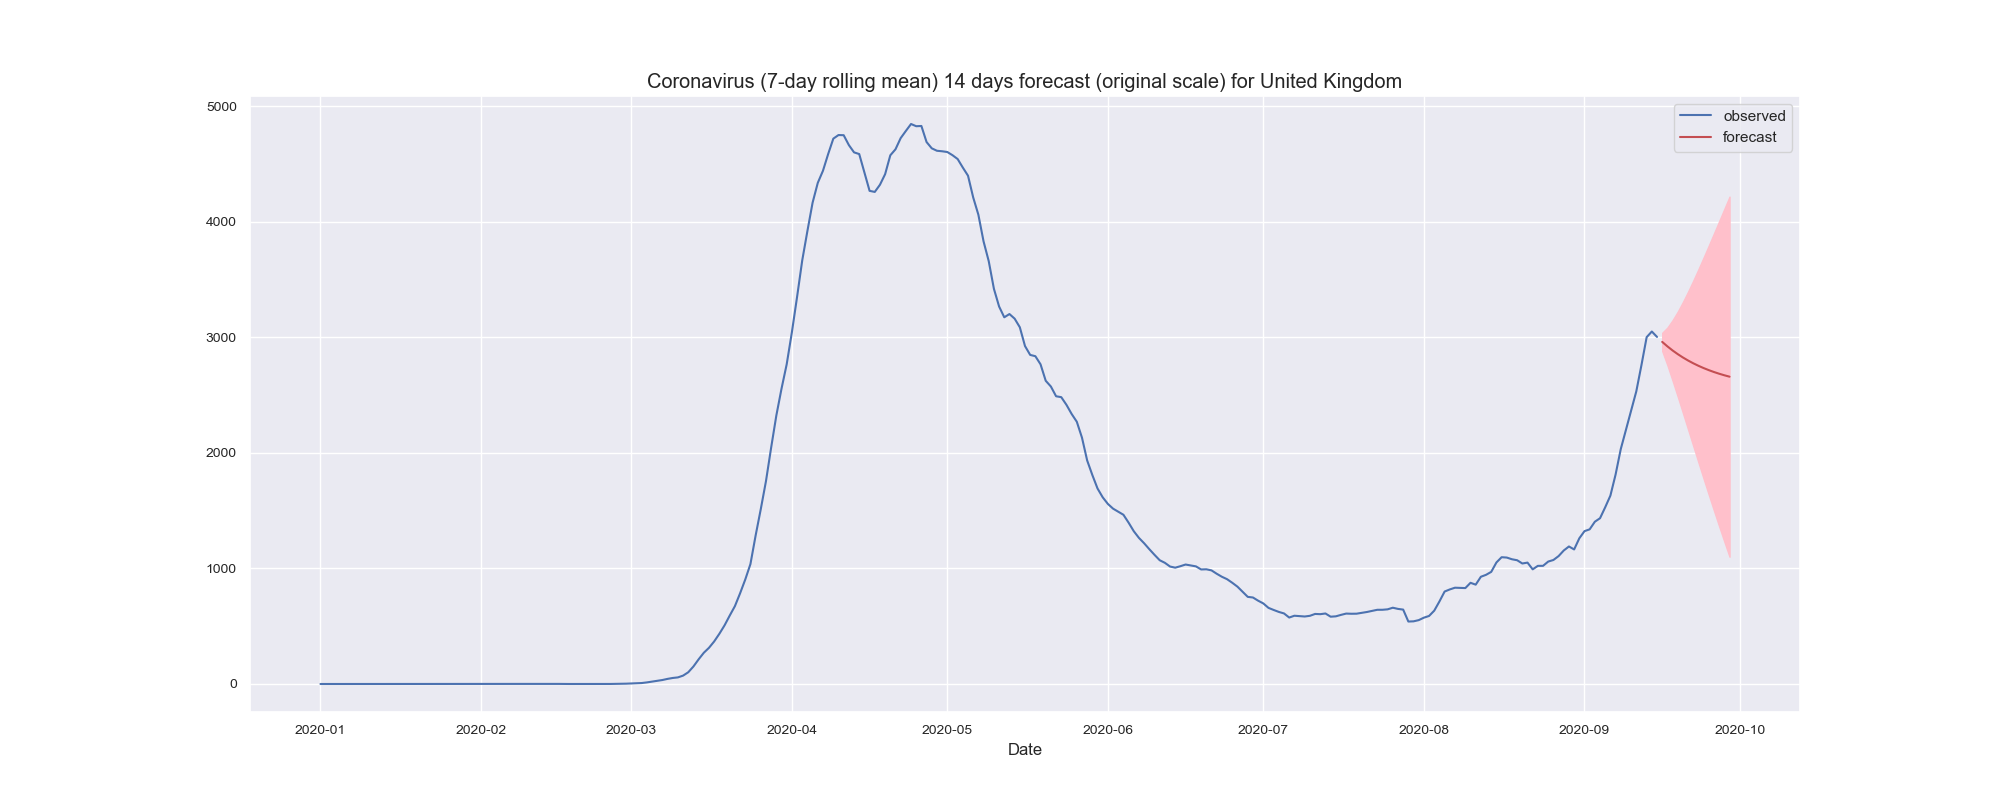 Coronavirus (7-day rolling mean) 14 days forecast (original scale) for United Kingdom
observed
forecast
5000
4000
3000
2000
1000
0
2020-01 2020-02 2020-03 2020-04 2020-05 2020-06 2020-07 2020-08 2020-09 2020-10
Date